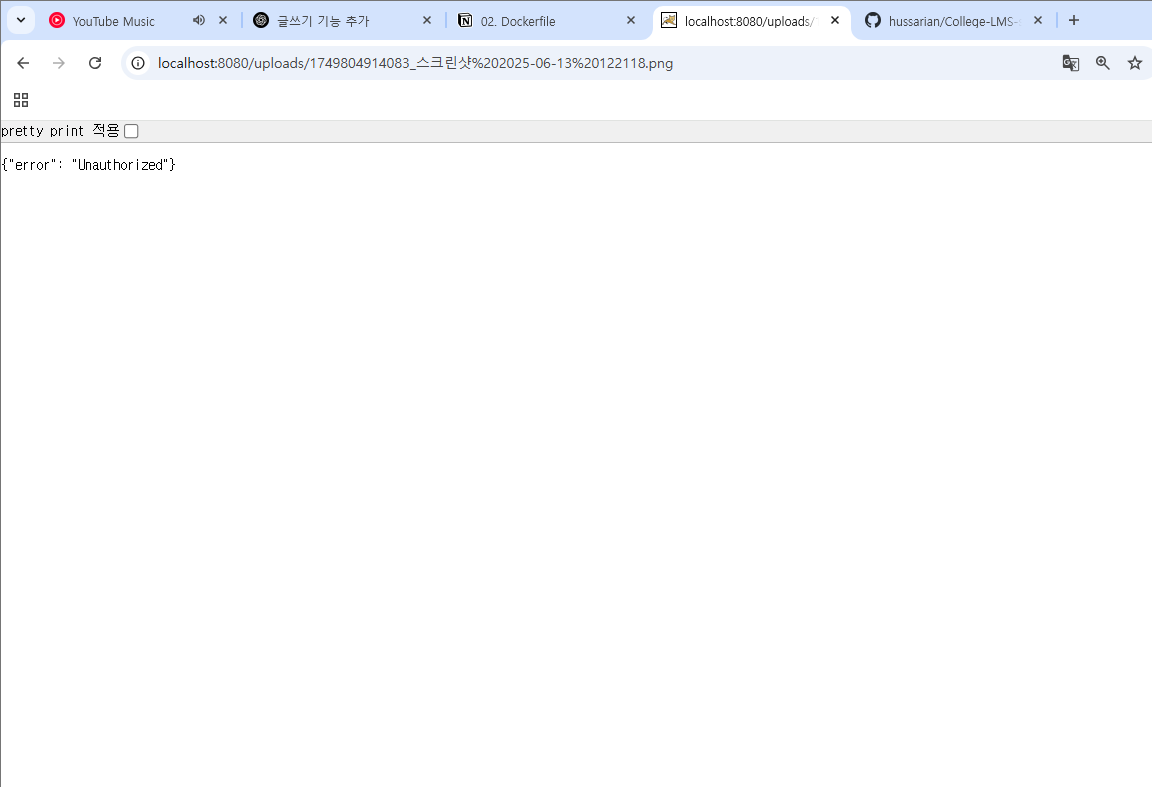 YouTube Music
글쓰기 기능 추가
02. Dockerfile
localhost:8080/uploads/
hussarian/College-LMS-
localhost:8080/uploads/1749804914083_스크린샷%202025-06-13%20122118.png
pretty print 적용
{"error": "Unauthorized"}